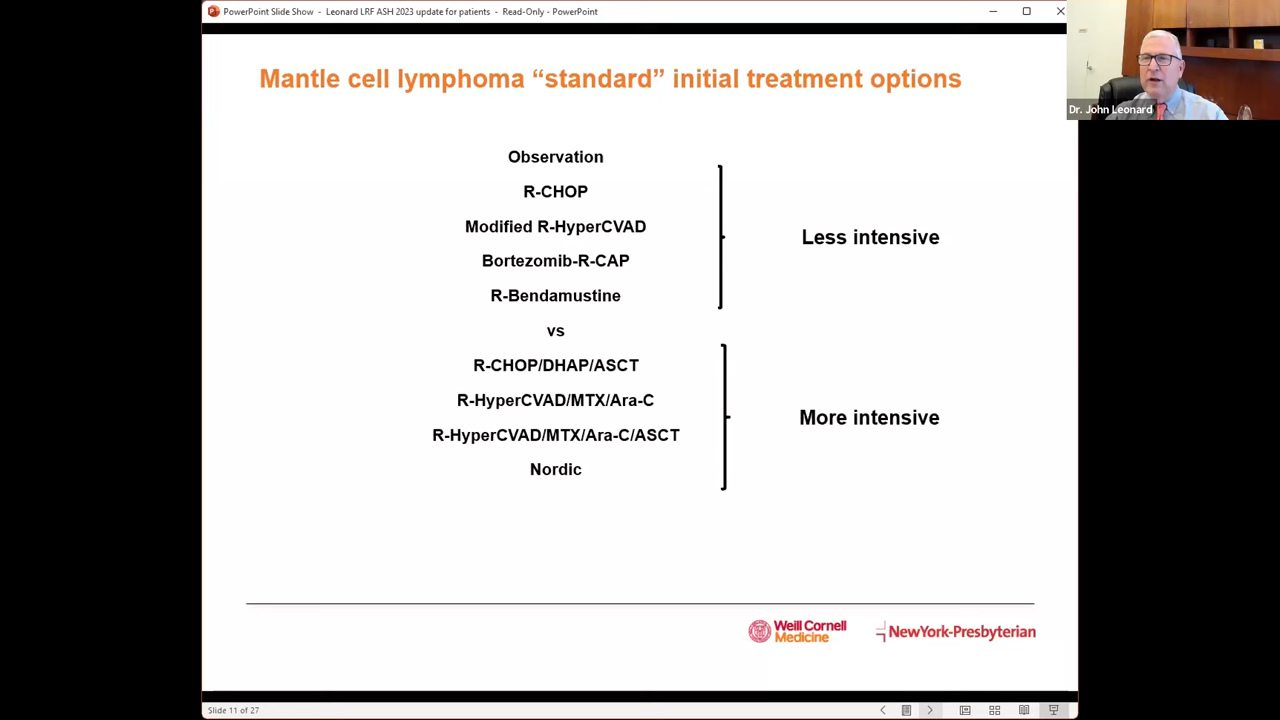 PowerPoint Slide Show - Leonard LRF ASH 2023 update for patients - Read-Only - PowerPoint
Mantle cell lymphoma “standard” initial treatment options
Dr. John Leonard
Observation
R-CHOP
Modified R-HyperCVAD
Bortezomib-R-CAP
R-Bendamustine
Less intensive
vs
R-CHOP/DHAP/ASCT
R-HyperCVAD/MTX/Ara-C
R-HyperCVAD/MTX/Ara-C/ASCT
Nordic
More intensive
Weill Cornell
Medicine
NewYork-Presbyterian
Slide 11 of 27